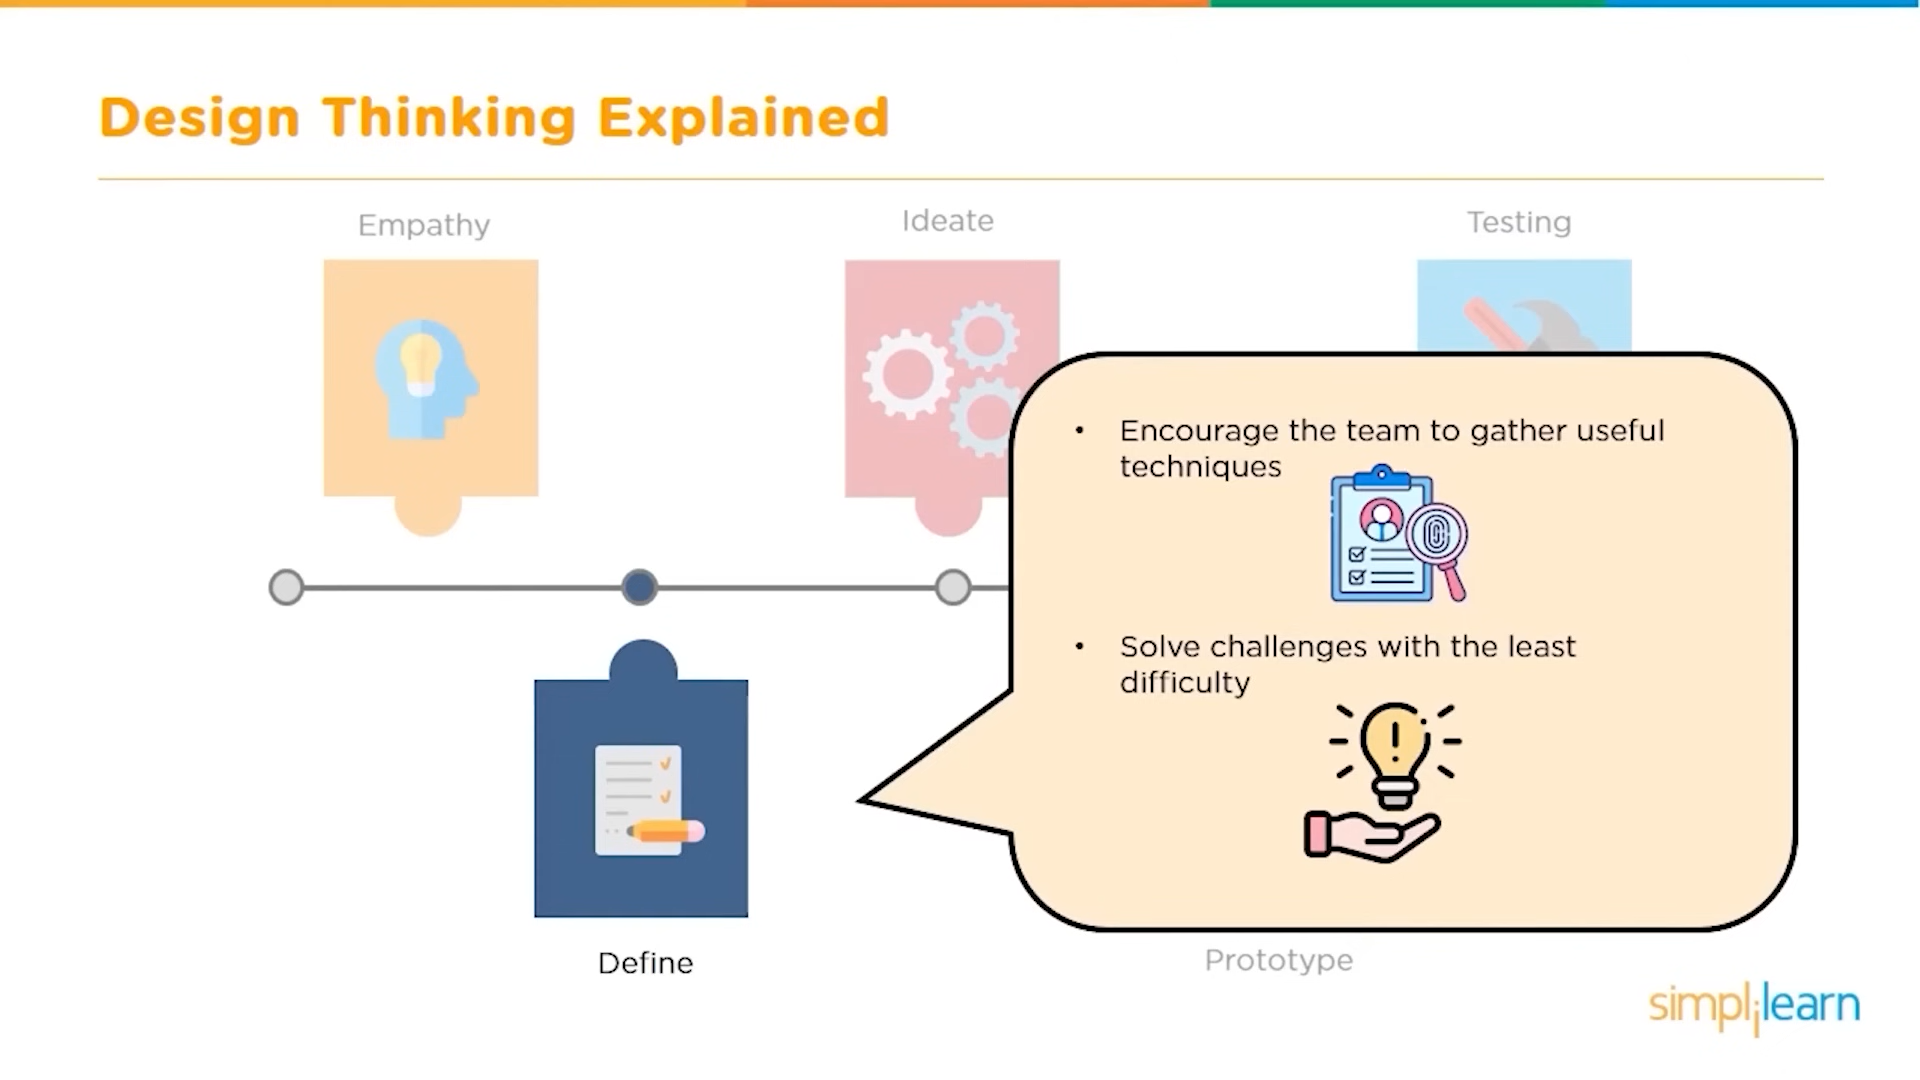 Design Thinking Explained
Empathy
Ideate
Testing
• Encourage the team to gather useful
techniques
• Solve challenges with the least
difficulty
Define
Prototype
simplilearn